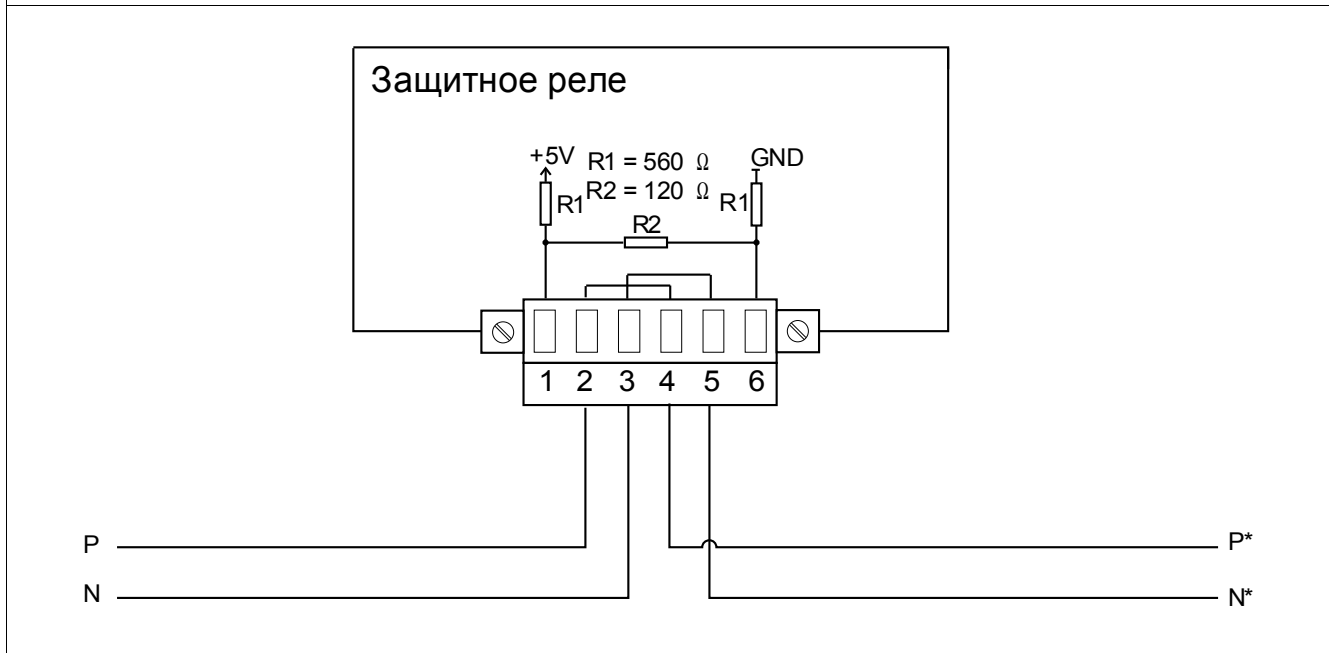 Защитное реле
+5V R1 = 560 Ω GND
R2 = 120 Ω
R1 R1
R2
1 2 3 4 5 6
P P*
N N*